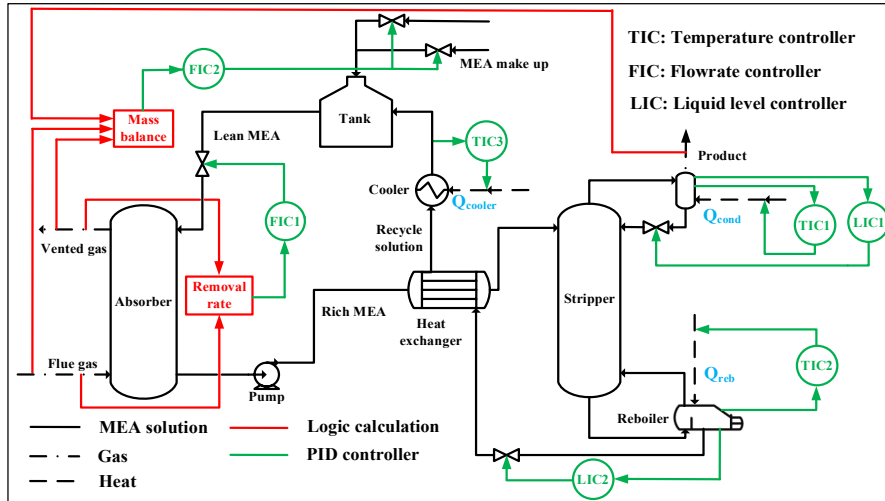 TIC: Temperature controller
FIC: Flowrate controller
LIC: Liquid level controller
FIC2
MEA make up
Mass
balance
Lean MEA
Tank
TIC3
Product
Cooler
Qcooler
Qcond
TIC1
LIC1
FIC1
Vented gas
Recycle
solution
Absorber
Removal
rate
Rich MEA
Heat
exchanger
Stripper
Flue gas
Pump
Qreb
TIC2
Reboiler
LIC2
MEA solution
Logic calculation
Gas
PID controller
Heat